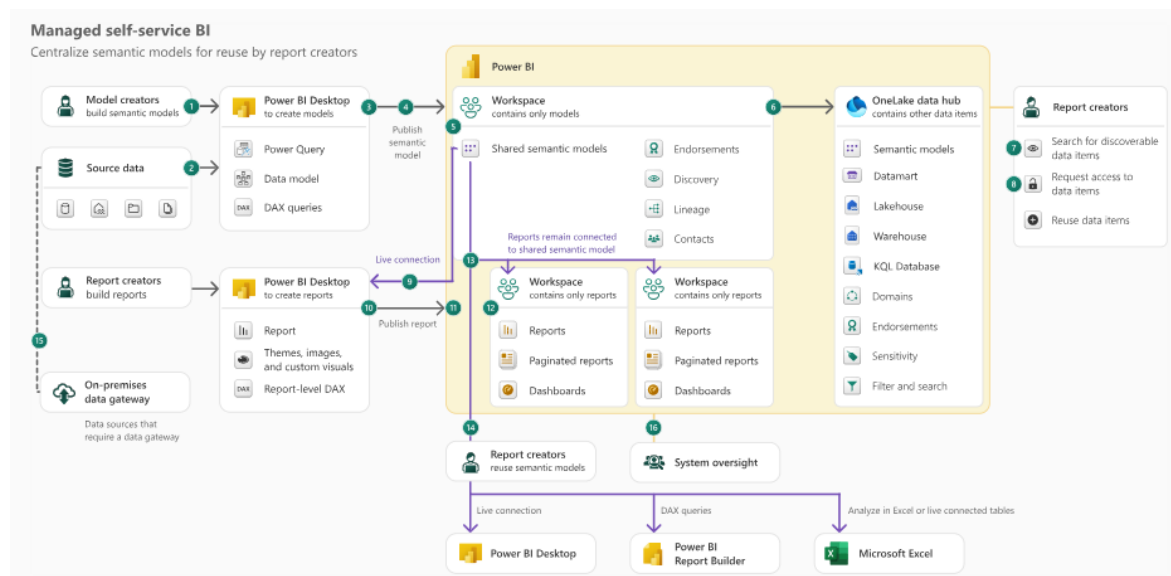 Managed self-service BI
Centralize semantic models for reuse by report creators
Power BI
Model creators
build semantic models
1
Power BI Desktop
to create models
3
4
Publish
semantic
model
Power Query
Data model
DAX
DAX queries
Source data
2
5
Workspace
contains only models
Shared semantic models
Endorsements
Discovery
Lineage
Contacts
6
OneLake data hub
contains other data items
Semantic models
Datamart
Lakehouse
Warehouse
KQL Database
Domains
Endorsements
Sensitivity
Filter and search
Report creators
7
Search for discoverable
data items
8
Request access to
data items
Reuse data items
Reports remain connected
to shared semantic model
13
Live connection
9
Report creators
build reports
Power BI Desktop
to create reports
10
Publish report
11
Report
Themes, images,
and custom visuals
DAX
Report-level DAX
12
Workspace
contains only reports
Reports
Paginated reports
Dashboards
Workspace
contains only reports
Reports
Paginated reports
Dashboards
15
On-premises
data gateway
Data sources that
require a data gateway
14
Report creators
reuse semantic models
16
System oversight
Live connection
DAX queries
Analyze in Excel or live connected tables
Power BI Desktop
Power BI
Report Builder
Microsoft Excel